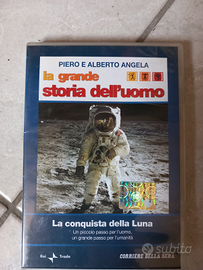 PIERO E ALBERTO ANGELA
la grande
storia dell'uomo
La conquista della Luna
Un piccolo passo per l'uomo,
un grande passo per l'umanità
Rai Trade
CORRIERE DELLA SERA
subito